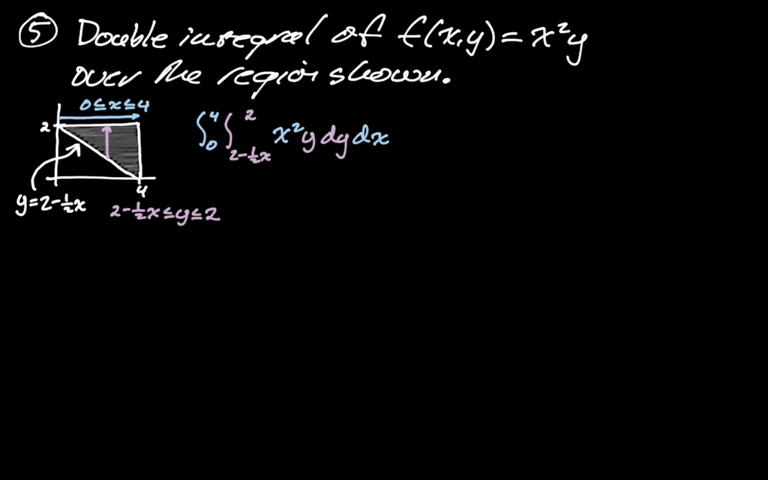 ⑤ Double integral of f(x,y) = x²y
over the region shown.
0 ≤ x ≤ 4
2
∫₀⁴ ∫_{2-½x}^{2} x²y dy dx
4
y = 2 - ½x
2 - ½x ≤ y ≤ 2